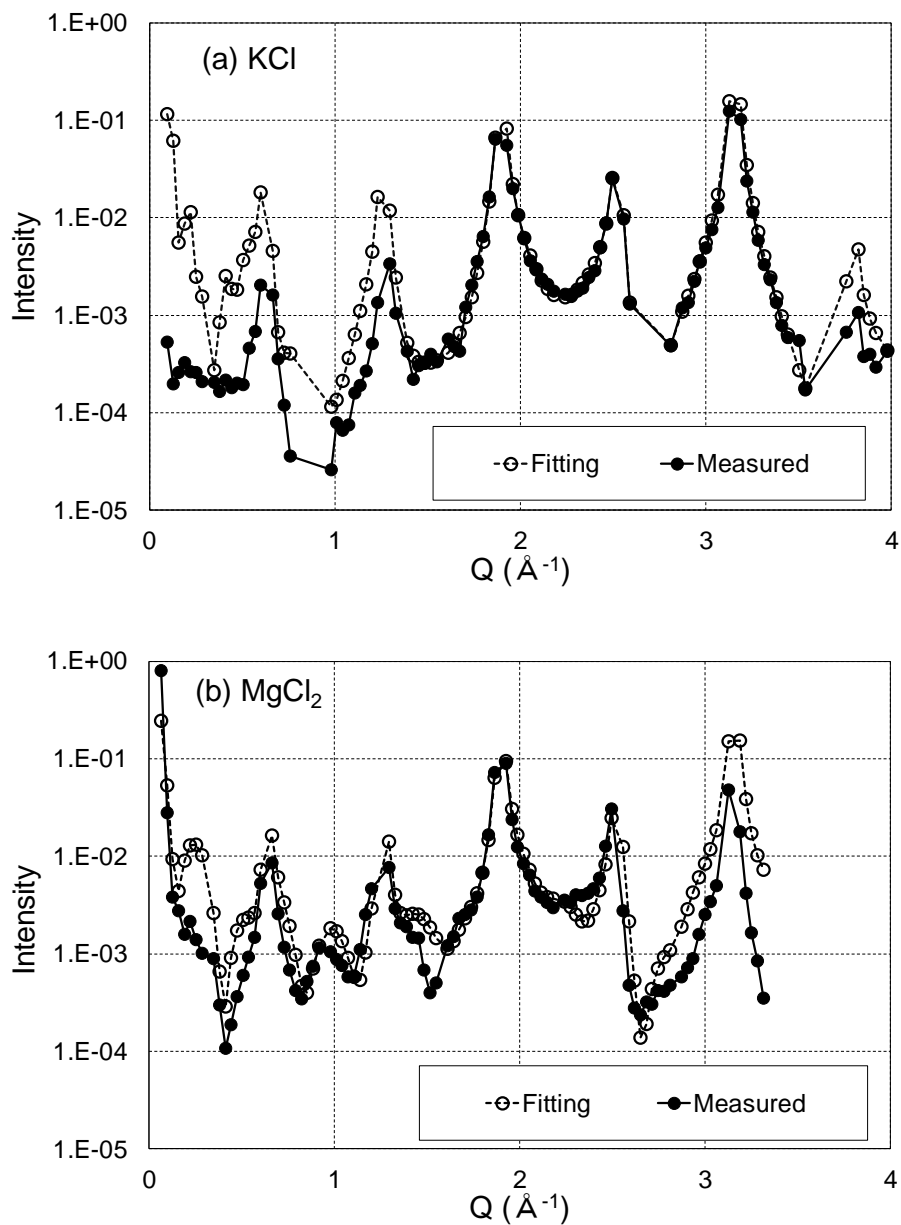 1.E+00
(a) KCl
1.E-01
1.E-02
Intensity
1.E-03
1.E-04
Fitting Measured
1.E-05
0 1 2 3 4
Q (Å⁻¹)
1.E+00
(b) MgCl₂
1.E-01
1.E-02
Intensity
1.E-03
1.E-04
Fitting Measured
1.E-05
0 1 2 3 4
Q (Å⁻¹)